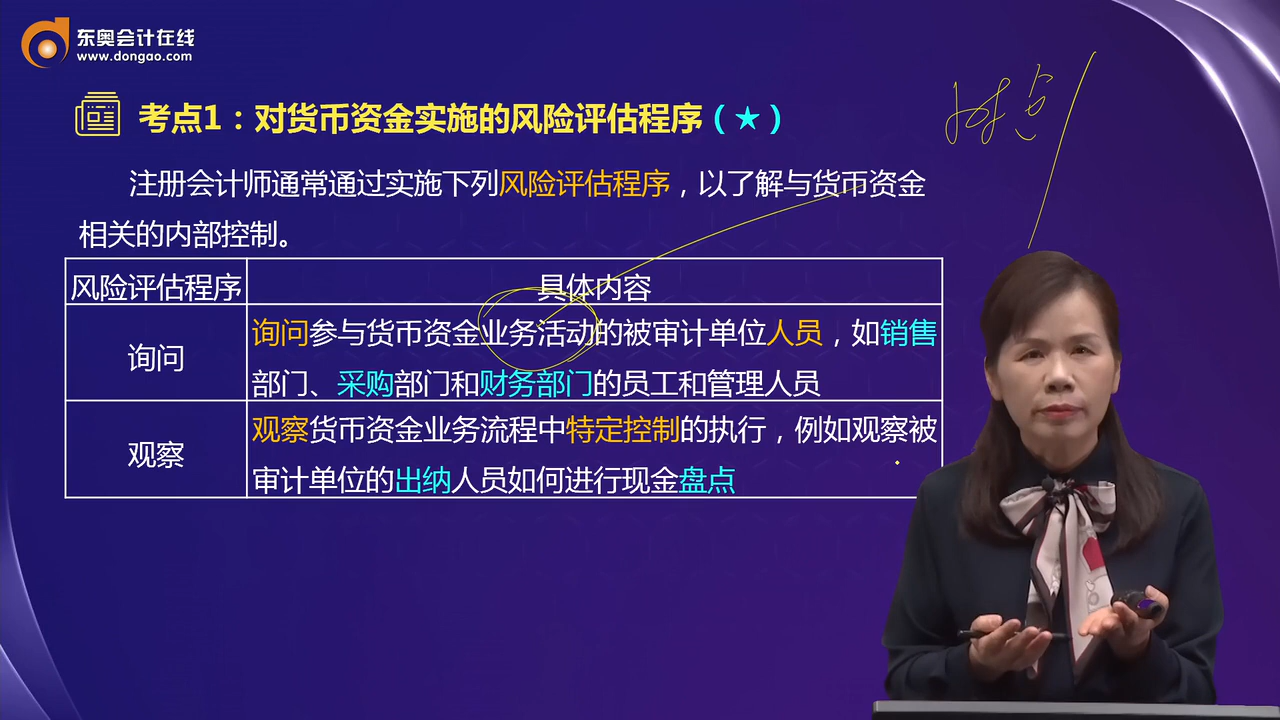 东奥会计在线
www.dongao.com
考点1：对货币资金实施的风险评估程序（★）
注册会计师通常通过实施下列风险评估程序，以了解与货币资金
相关的内部控制。
风险评估程序 具体内容
询问 询问参与货币资金业务活动的被审计单位人员，如销售
部门、采购部门和财务部门的员工和管理人员
观察 观察货币资金业务流程中特定控制的执行，例如观察被
审计单位的出纳人员如何进行现金盘点